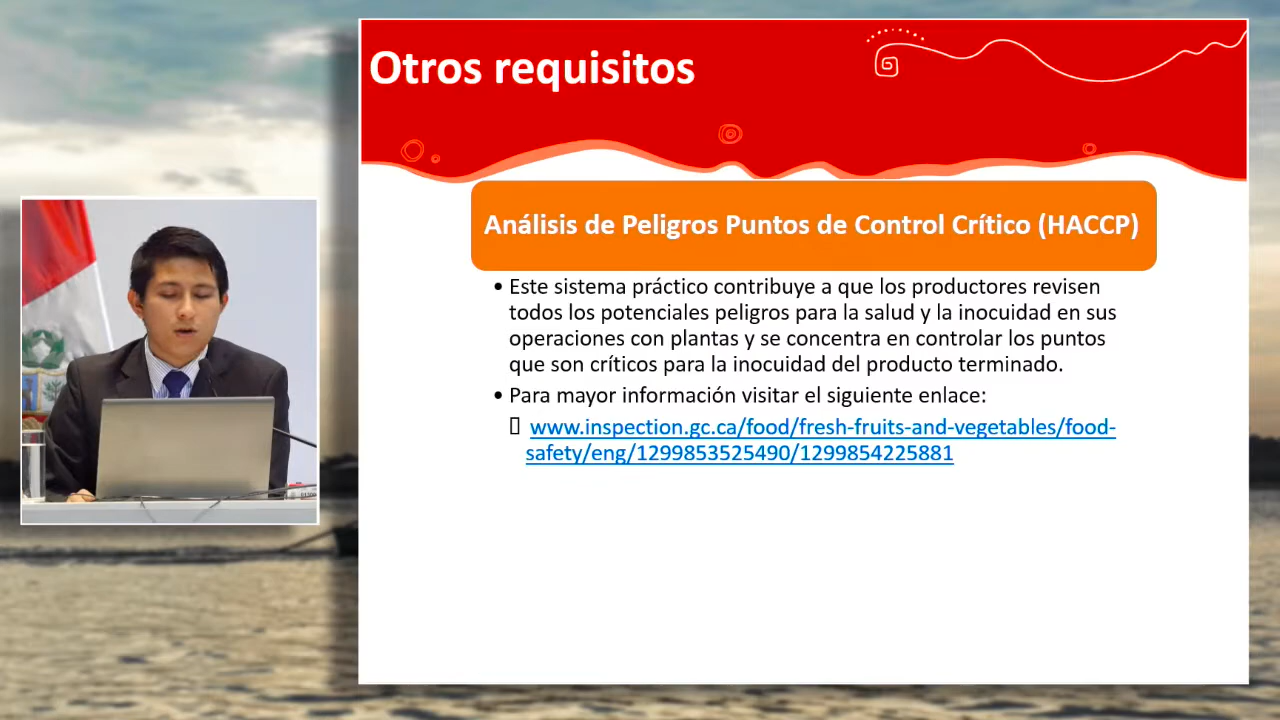 Otros requisitos
Análisis de Peligros Puntos de Control Crítico (HACCP)
• Este sistema práctico contribuye a que los productores revisen
todos los potenciales peligros para la salud y la inocuidad en sus
operaciones con plantas y se concentra en controlar los puntos
que son críticos para la inocuidad del producto terminado.
• Para mayor información visitar el siguiente enlace:
www.inspection.gc.ca/food/fresh-fruits-and-vegetables/food-
safety/eng/1299853525490/1299854225881